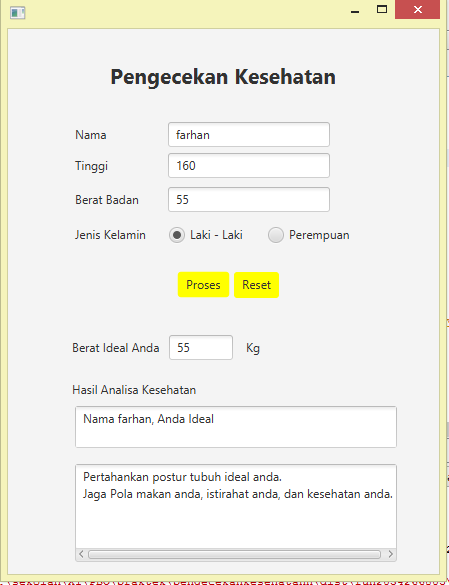 Pengecekan Kesehatan
Nama farhan
Tinggi 160
Berat Badan 55
Jenis Kelamin Laki - Laki Perempuan
Proses Reset
Berat Ideal Anda 55 Kg
Hasil Analisa Kesehatan
Nama farhan, Anda Ideal
Pertahankan postur tubuh ideal anda.
Jaga Pola makan anda, istirahat anda, dan kesehatan anda.